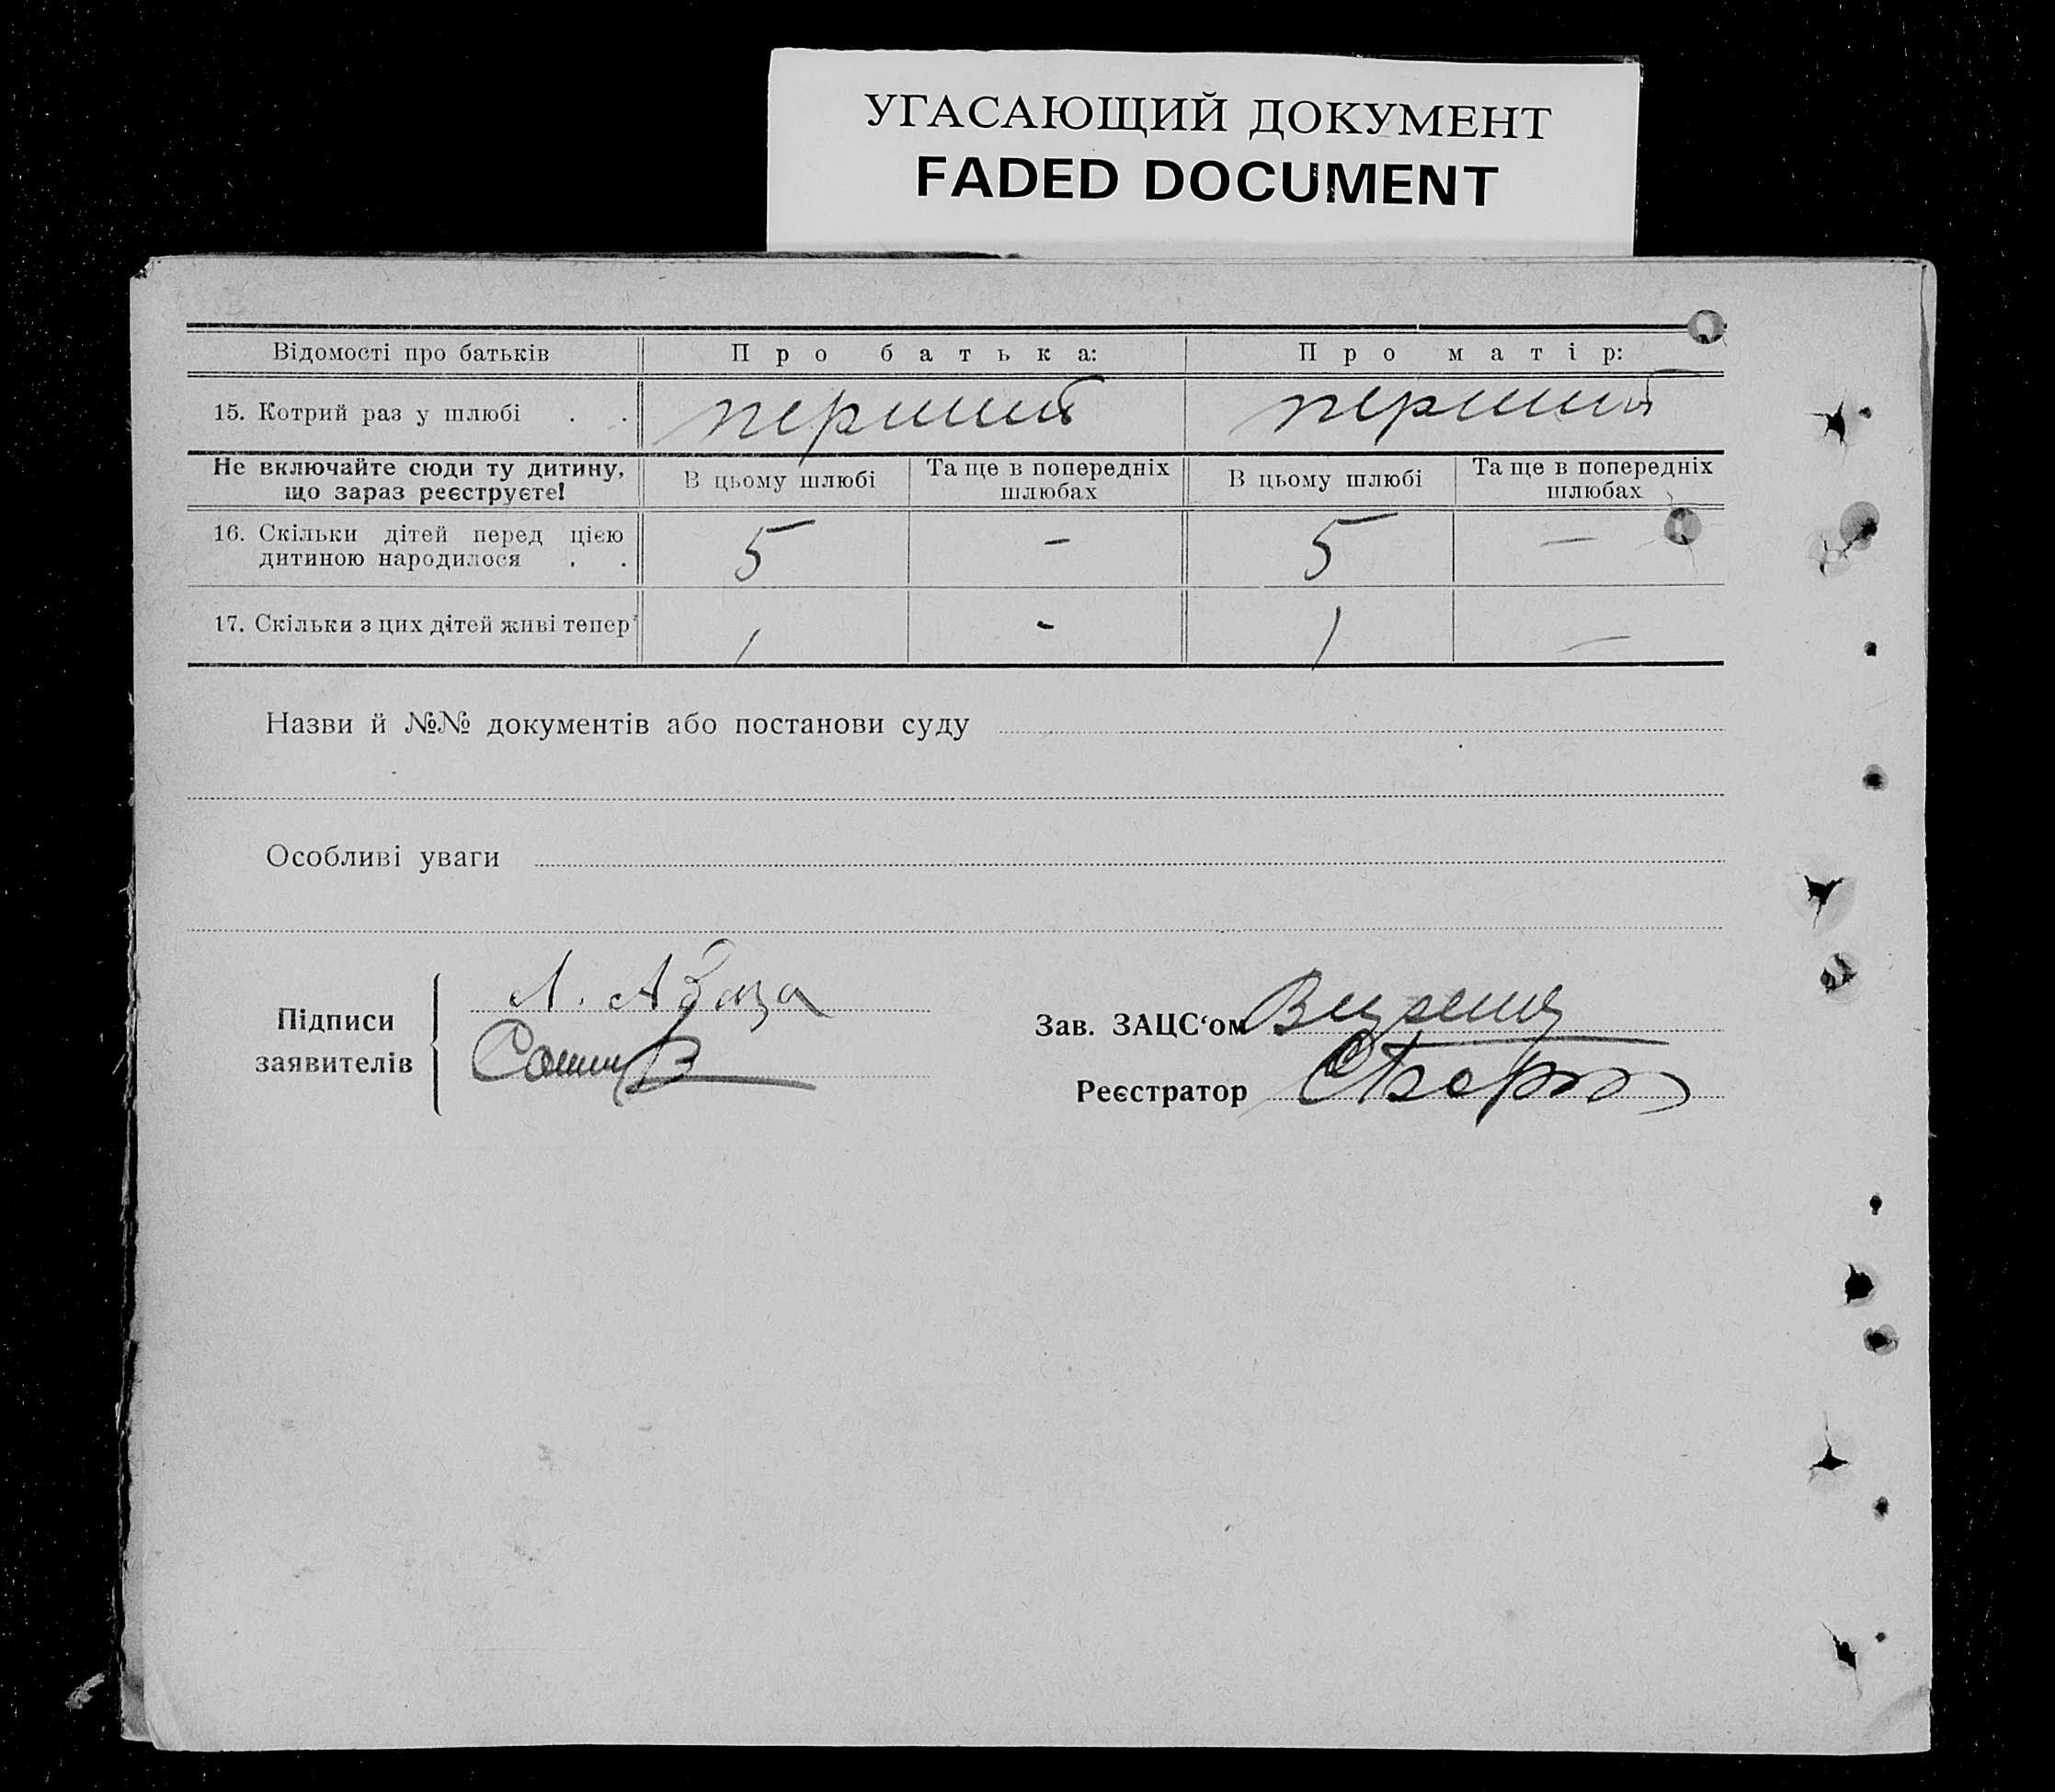 УГАСАЮЩИЙ ДОКУМЕНТ
FADED DOCUMENT
Відомості про батьків Про батька: Про матір:
15. Котрий раз у шлюбі . . перший перший
Не включайте сюди ту дитину, що зараз реєструєте! В цьому шлюбі Та ще в попередніх шлюбах В цьому шлюбі Та ще в попередніх шлюбах
16. Скільки дітей перед цією дитиною народилося . . 5 - 5 —
17. Скільки з цих дітей живі тепер 1 - 1 —
Назви й №№ документів або постанови суду
Особливі уваги
Підписи заявителів
Л. Абаза
Зав. ЗАЦС‘ом
Реєстратор